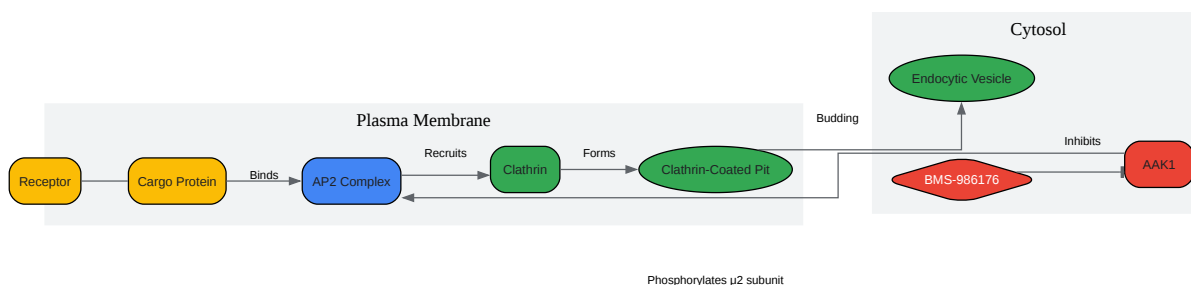 Cytosol
Endocytic Vesicle
Plasma Membrane
Budding
Inhibits
Recruits
Forms
Receptor
Cargo Protein
Binds
AP2 Complex
Clathrin
Clathrin-Coated Pit
BMS-986176
AAK1
Phosphorylates μ2 subunit